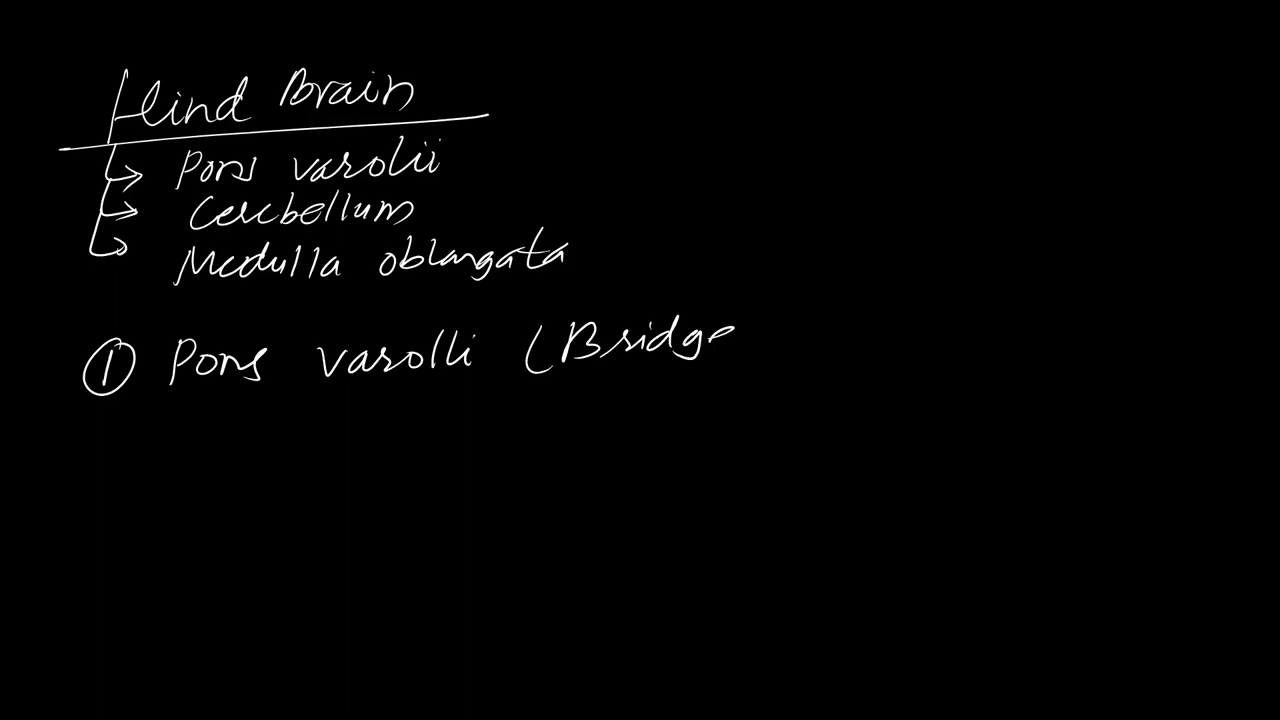 Hind Brain
→ Pons varolii
→ Cerebellum
→ Medulla oblangata
① Pons varolli (Bridge